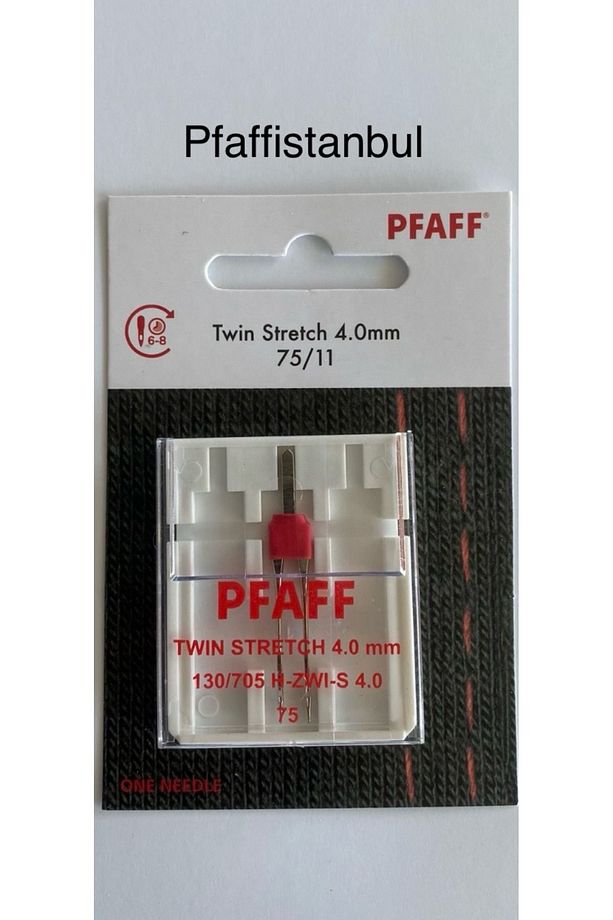 Pfaffistanbul
PFAFF®
6-8
Twin Stretch 4.0mm
75/11
PFAFF
TWIN STRETCH 4.0 mm
130/705 H-ZWI-S 4.0
75
ONE NEEDLE